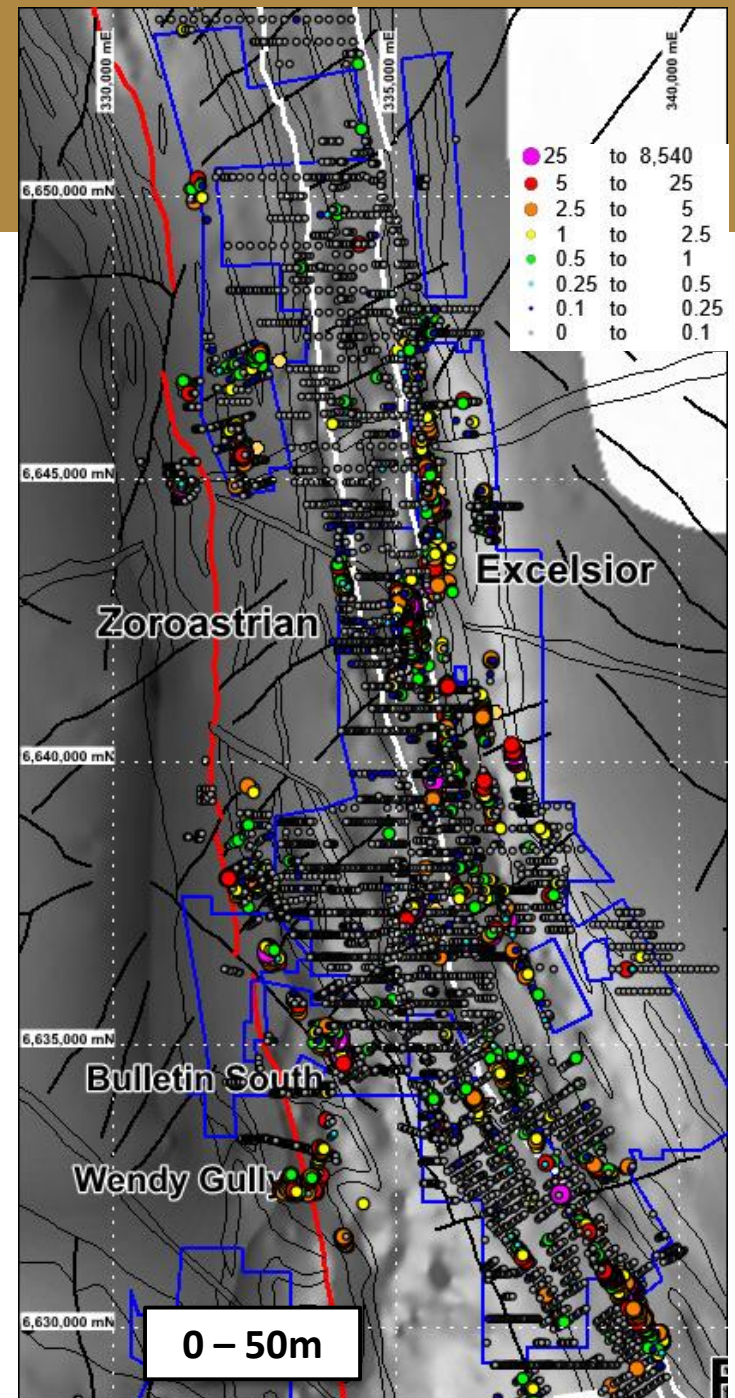 330,000 mE
335,000 mE
340,000 mE
25 to 8,540
5 to 25
2.5 to 5
1 to 2.5
0.5 to 1
0.25 to 0.5
0.1 to 0.25
0 to 0.1
6,650,000 mN
6,645,000 mN
Excelsior
Zoroastrian
6,640,000 mN
6,635,000 mN
Bulletin South
Wendy Gully
6,630,000 mN
0 – 50m